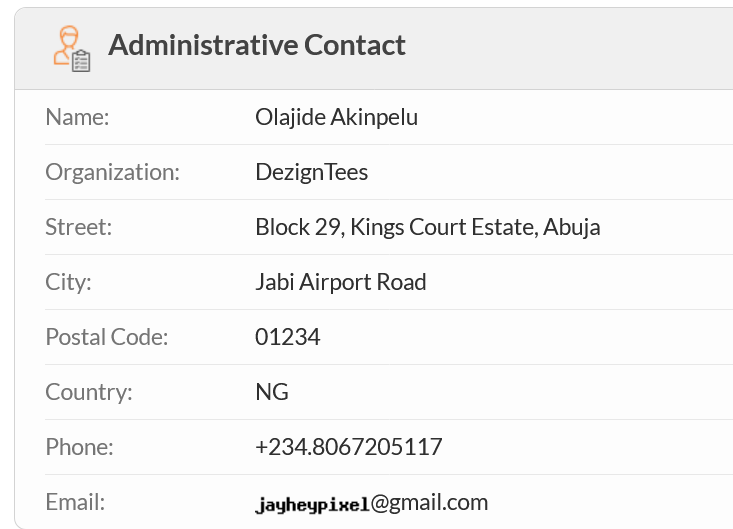 Administrative Contact
Name: Olajide Akinpelu
Organization: DezignTees
Street: Block 29, Kings Court Estate, Abuja
City: Jabi Airport Road
Postal Code: 01234
Country: NG
Phone: +234.8067205117
Email: jayheypixel@gmail.com